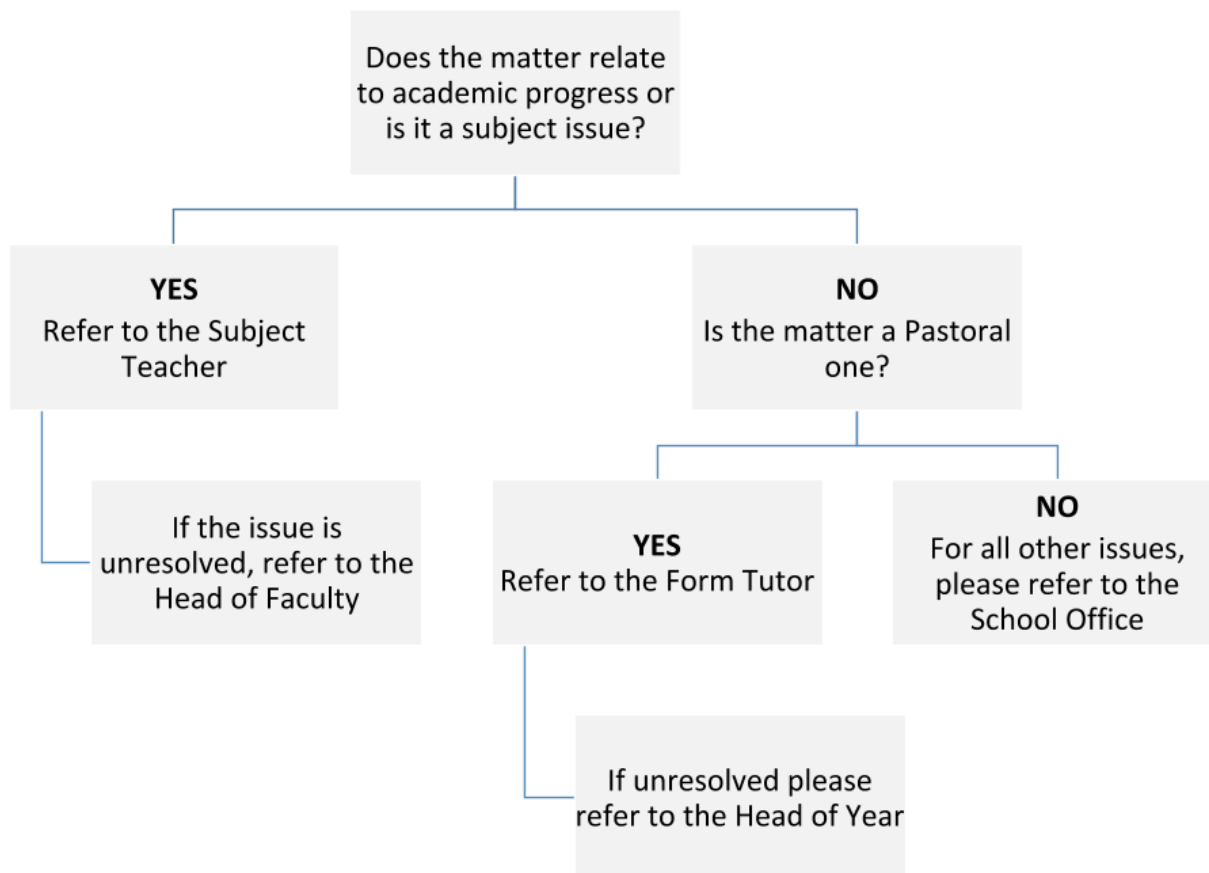 Does the matter relate
to academic progress or
is it a subject issue?
YES
Refer to the Subject
Teacher
NO
Is the matter a Pastoral
one?
If the issue is
unresolved, refer to the
Head of Faculty
YES
Refer to the Form Tutor
NO
For all other issues,
please refer to the
School Office
If unresolved please
refer to the Head of Year